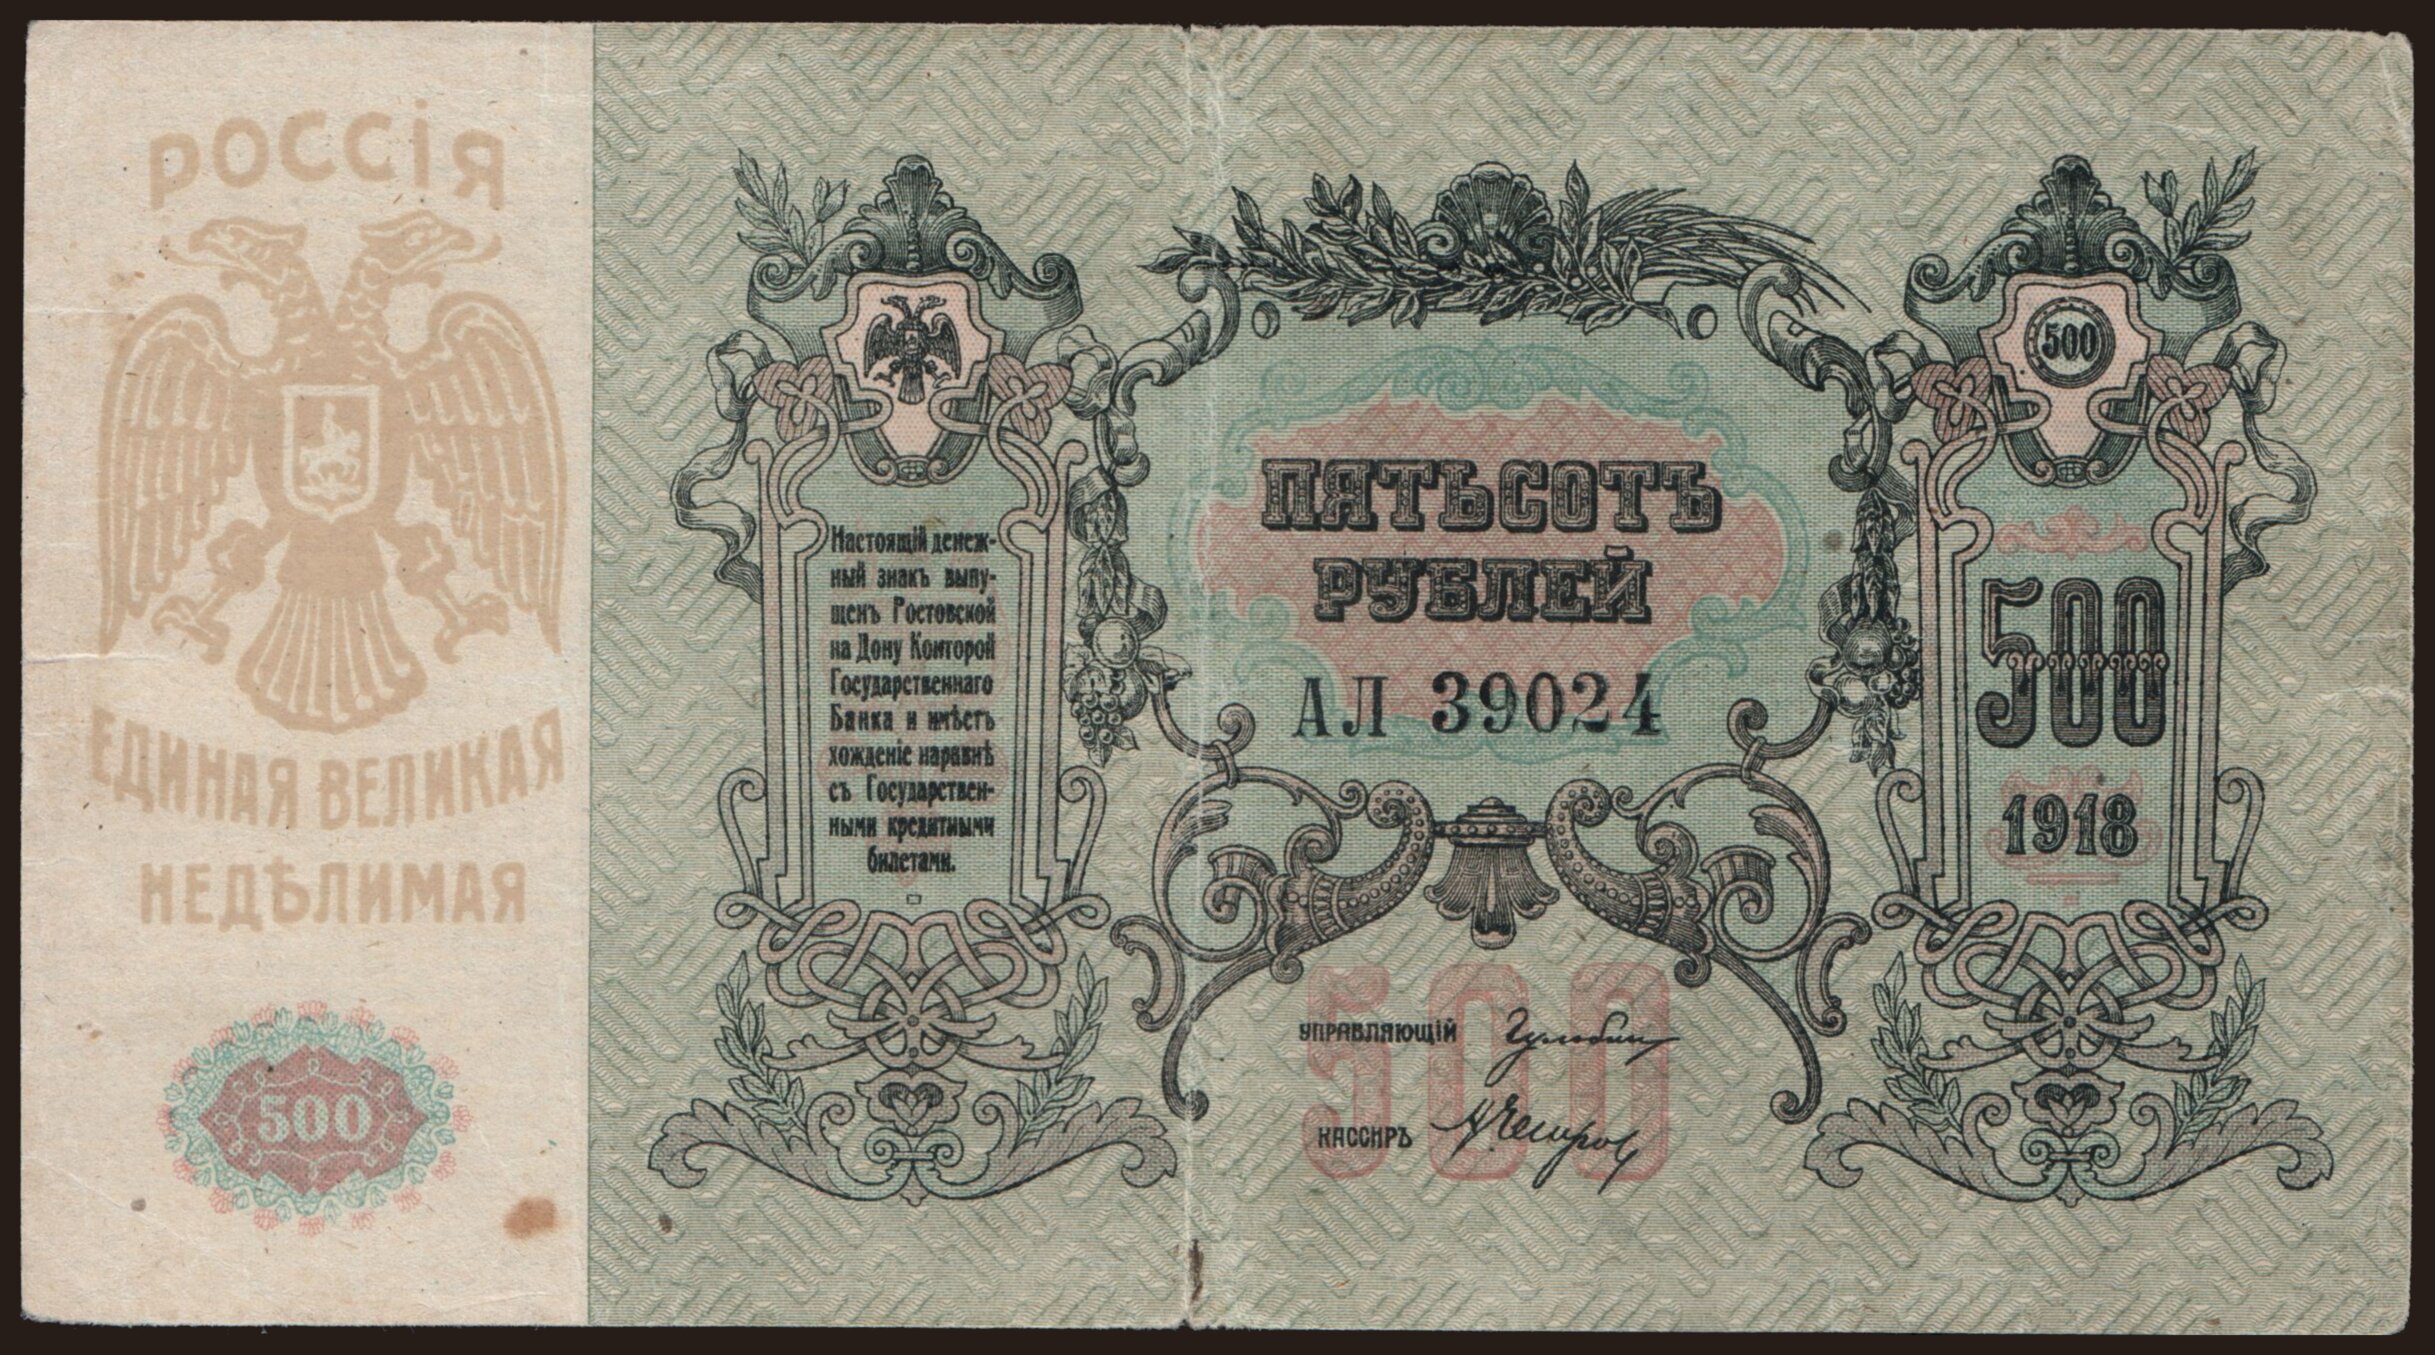 РОССІЯ
ЕДИНАЯ ВЕЛИКАЯ
НЕДѢЛИМАЯ
500
Настоящій денеж-
ный знакъ выпу-
щенъ Ростовской
на Дону Конторой
Государственнаго
Банка и имѣетъ
хожденіе наравнѣ
съ Государствен-
ными кредитными
билетами.
ПЯТЬСОТЪ
РУБЛЕЙ
АЛ 39024
500
УПРАВЛЯЮЩІЙ
КАССИРЪ
500
500
1918